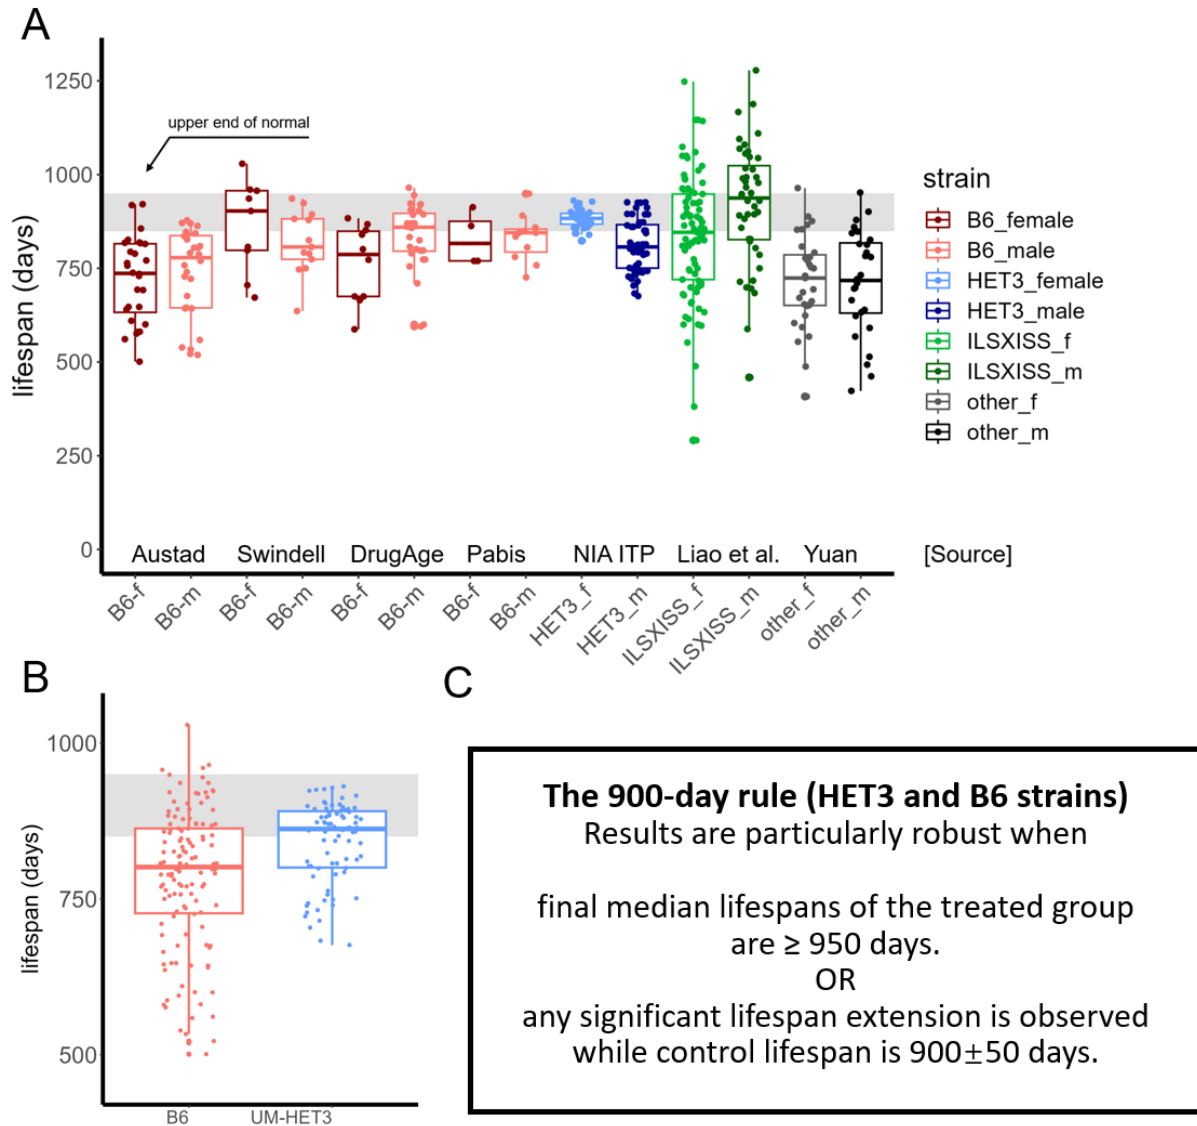 A
lifespan (days)
1250
1000
750
500
250
0
upper end of normal
Austad Swindell DrugAge Pabis NIA ITP Liao et al. Yuan [Source]
B6-f B6-m B6-f B6-m B6-f B6-m B6-f B6-m HET3_f HET3_m ILSXISS_f ILSXISS_m other_f other_m
strain
B6_female
B6_male
HET3_female
HET3_male
ILSXISS_f
ILSXISS_m
other_f
other_m
B
lifespan (days)
1000
750
500
B6 UM-HET3
C
The 900-day rule (HET3 and B6 strains)
Results are particularly robust when
final median lifespans of the treated group
are ≥ 950 days.
OR
any significant lifespan extension is observed
while control lifespan is 900±50 days.